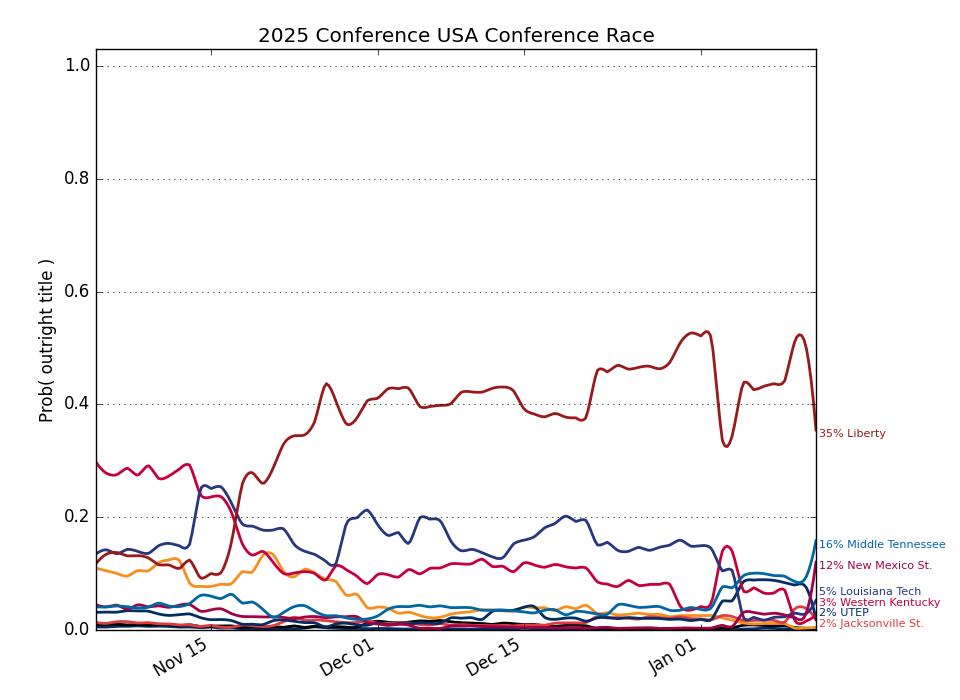 2025 Conference USA Conference Race
Prob( outright title )
1.0
0.8
0.6
0.4
0.2
0.0
Nov 15
Dec 01
Dec 15
Jan 01
35% Liberty
16% Middle Tennessee
12% New Mexico St.
5% Louisiana Tech
3% Western Kentucky
2% UTEP
2% Jacksonville St.